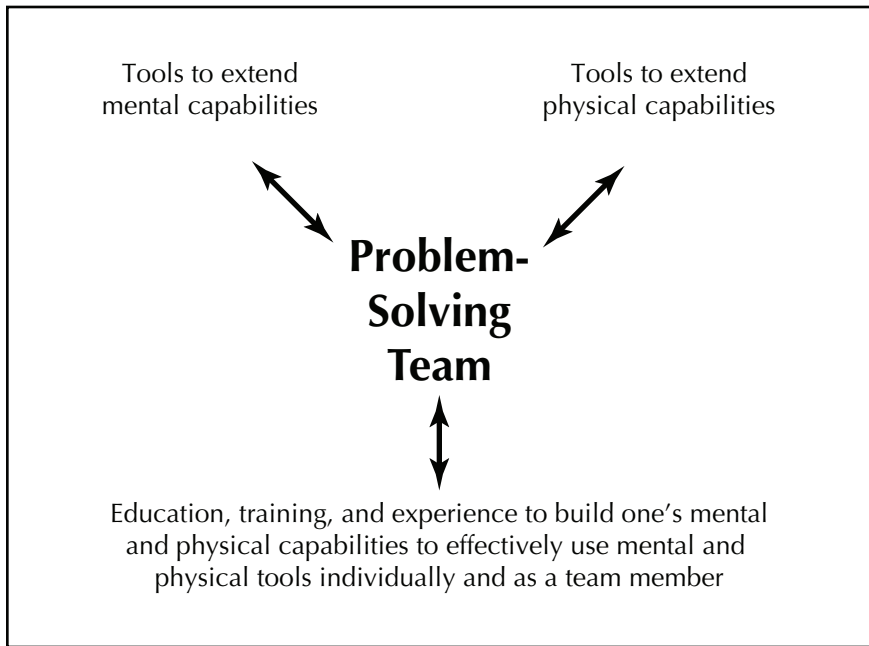 Tools to extend
mental capabilities
Tools to extend
physical capabilities
Problem-
Solving
Team
Education, training, and experience to build one’s mental
and physical capabilities to effectively use mental and
physical tools individually and as a team member